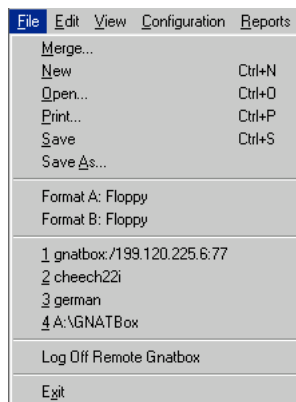 File Edit View Configuration Reports
Merge...
New Ctrl+N
Open... Ctrl+O
Print... Ctrl+P
Save Ctrl+S
Save As...
Format A: Floppy
Format B: Floppy
1 gnatbox:/199.120.225.6:77
2 cheech22i
3 german
4 A:\GNATBox
Log Off Remote Gnatbox
Exit